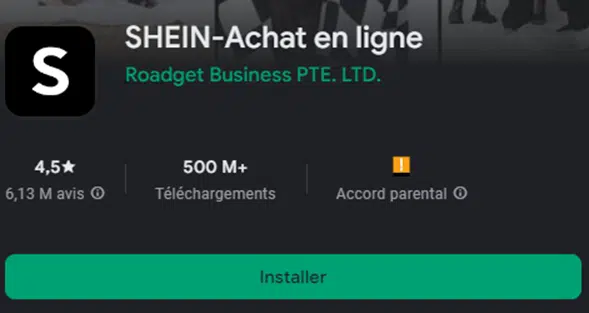 SHEIN-Achat en ligne
S
Roadget Business PTE. LTD.
4,5★
500 M+
!
6,13 M avis
Téléchargements
Accord parental
Installer